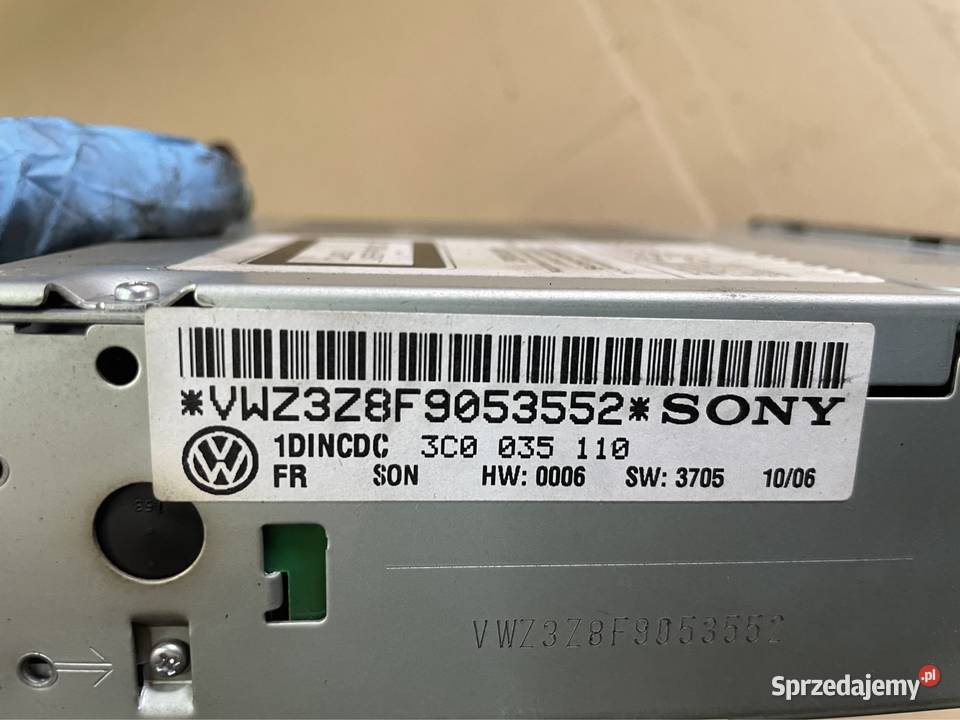 *VWZ3Z8F9053552* SONY
1DINCDC 3C0 035 110
FR SON HW: 0006 SW: 3705 10/06
VWZ3Z8F9053552
Sprzedajemy.pl